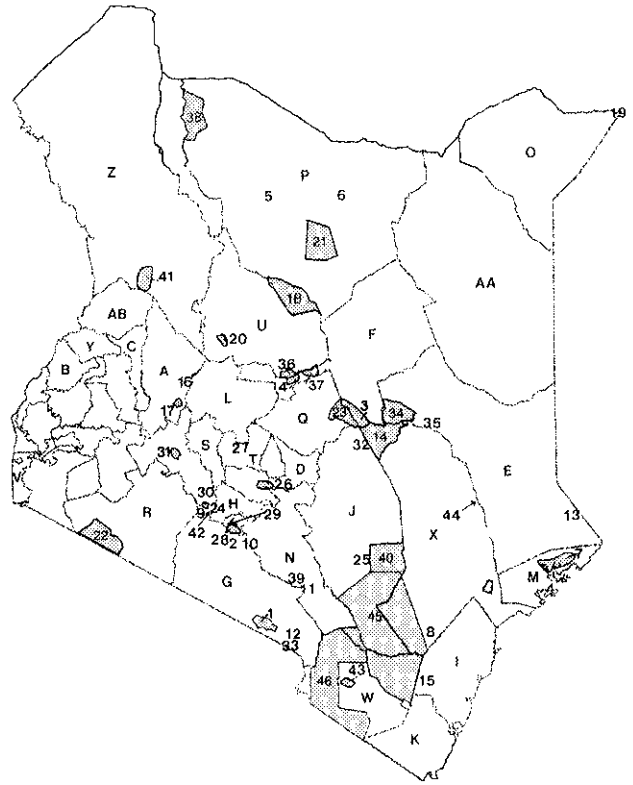 19
38
O
Z
P
5 6
21
AA
41
18
AB
U
F
20
Y C
B
36
A
16
4
37
L
17
23 3 34
Q
35
S
32 14
27
31
T
D
E
26
30
V
H
J
24
R
44
13
9
29
42
X
22
28 2 10
N
25 40
M
G
39
11
4
1
45
12
8
33
I
43
46
15
W
K